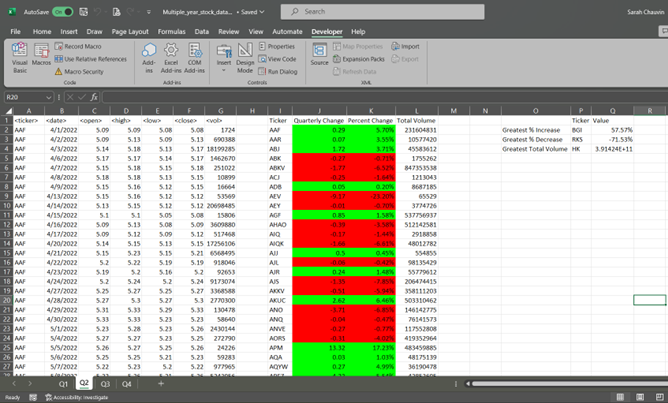 AutoSave On Multiple_year_stock_data... • Saved Search Sarah Chauvin
File Home Insert Draw Page Layout Formulas Data Review View Automate Developer Help
Visual Basic Macros Record Macro Use Relative References Macro Security Code
Add-ins Excel Add-ins COM Add-ins Add-ins
Insert Design Mode Properties View Code Run Dialog Controls
Source Map Properties Expansion Packs Refresh Data Import Export XML
R20 fx
A B C D E F G H I J K L M N O P Q R
1 <ticker> <date> <open> <high> <low> <close> <vol> Ticker Quarterly Change Percent Change Total Volume Ticker Value
2 AAF 4/1/2022 5.09 5.09 5.08 5.08 1724 AAF 0.29 5.70% 231604831 Greatest % Increase BGI 57.57%
3 AAF 4/2/2022 5.09 5.13 5.09 5.13 690388 AAR 0.07 3.55% 10577420 Greatest % Decrease RKS -71.53%
4 AAF 4/3/2022 5.14 5.18 5.13 5.17 18199285 ABJ 1.72 3.71% 45583612 Greatest Total Volume HK 3.91424E+11
5 AAF 4/4/2022 5.17 5.17 5.14 5.17 1462670 ABK -0.27 -0.71% 1755262
6 AAF 4/7/2022 5.15 5.18 5.15 5.18 251022 ABKV -1.77 -6.52% 847353538
7 AAF 4/8/2022 5.18 5.18 5.13 5.15 10899 ACJ -0.25 -1.64% 1213043
8 AAF 4/9/2022 5.15 5.16 5.12 5.15 16664 ADB 0.05 0.20% 8687185
9 AAF 4/10/2022 5.15 5.15 5.12 5.13 53569 AEV -9.17 -12.20% 65529
10 AAF 4/13/2022 5.14 5.15 5.12 5.12 20698485 AEY -0.01 -0.70% 3774726
11 AAF 4/15/2022 5.1 5.1 5.05 5.08 15806 AGF 0.85 1.58% 537756937
12 AAF 4/16/2022 5.09 5.13 5.08 5.09 3609880 AHAO -0.39 -3.56% 512142581
13 AAF 4/17/2022 5.09 5.12 5.09 5.12 517468 AIQ -0.17 -1.44% 2918858
14 AAF 4/20/2022 5.14 5.15 5.13 5.15 17256106 AIQK -1.66 48012782
15 AAF 4/21/2022 5.15 5.23 5.15 5.21 6568495 AJJ 0.5 0.45% 554855
16 AAF 4/22/2022 5.2 5.22 5.19 5.19 918046 AJL -0.08 -0.42% 98135429
17 AAF 4/23/2022 5.19 5.2 5.16 5.2 92653 AJR 0.24 1.48% 55779612
18 AAF 4/24/2022 5.2 5.24 5.2 5.24 9173074 AJS -1.35 -7.85% 206474415
19 AAF 4/27/2022 5.25 5.27 5.25 5.27 3368588 AKKV -0.51 -5.94% 358111203
20 AAF 4/28/2022 5.27 5.3 5.27 5.3 2770300 AKUC 2.62 6.46% 503310462
21 AAF 4/29/2022 5.31 5.33 5.29 5.33 130478 ANO -3.71 -6.85% 146142775
22 AAF 4/30/2022 5.33 5.33 5.23 5.23 58640 ANQ -0.04 -0.47% 76141573
23 AAF 5/1/2022 5.23 5.28 5.23 5.26 2430144 ANVE -0.27 -0.77% 117552808
24 AAF 5/4/2022 5.27 5.27 5.24 5.25 272790 AORS -0.31 -4.02% 419352964
25 AAF 5/5/2022 5.26 5.31 5.26 5.26 24226 APM 13.32 17.23% 483459885
26 AAF 5/6/2022 5.25 5.25 5.21 5.23 59283 AQA 0.03 1.03% 48175139
27 AAF 5/7/2022 5.22 5.23 5.2 5.22 977965 AQYW 0.27 4.99% 36190478
Q1 Q2 Q3 Q4 +
Ready Accessibility: Investigate